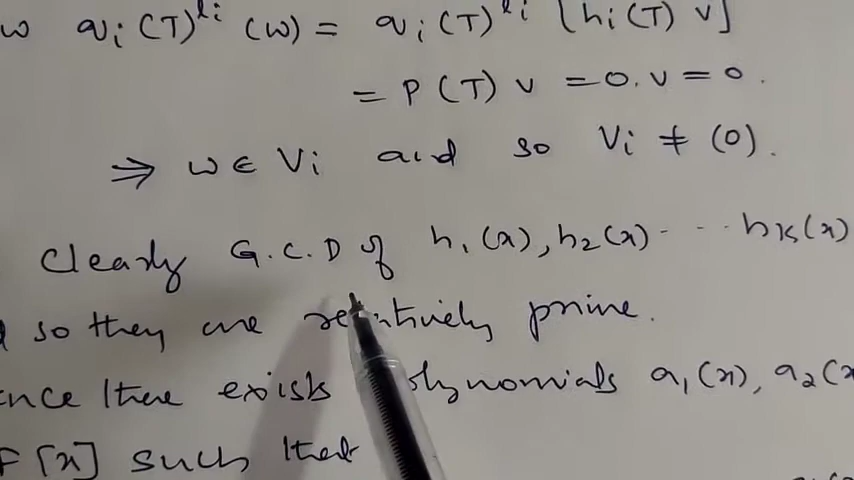 w qi(T)^li (w) = qi(T)^li [hi(T) v]
= P(T) v = 0.v = 0.
⇒ w ∈ Vi and so Vi ≠ (0).
Clearly G.C.D of h1(x), h2(x) - - - hk(x)
so they are relatively prime.
there exists polynomials a1(x), a2(x
F[x] such that